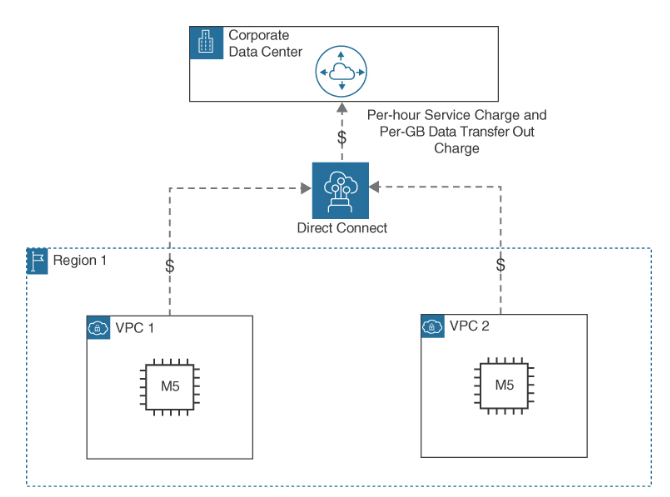 Corporate
Data Center
Per-hour Service Charge and
Per-GB Data Transfer Out
Charge
$
Direct Connect
Region 1
$
$
VPC 1
VPC 2
M5
M5